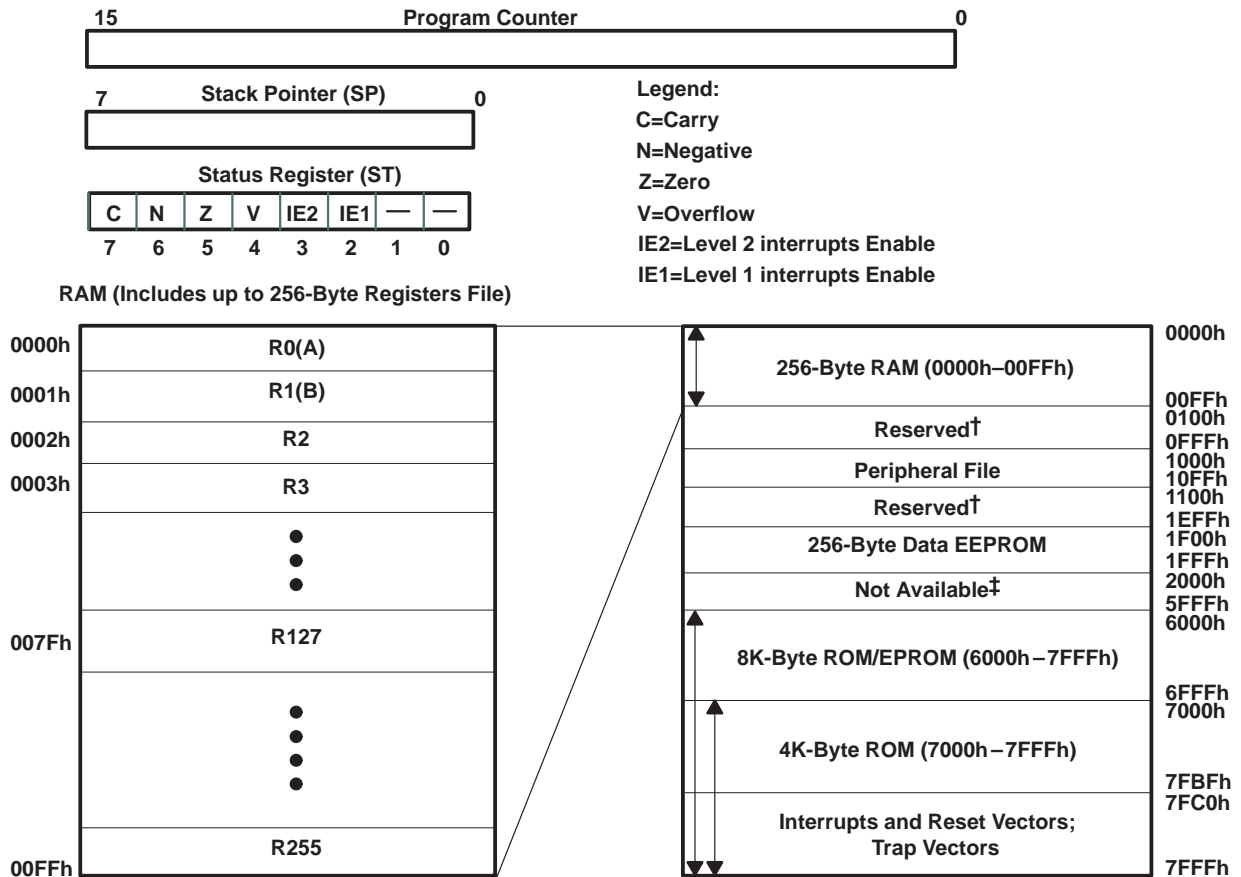 15 Program Counter 0
7 Stack Pointer (SP) 0
Status Register (ST)
C N Z V IE2 IE1 — —
7 6 5 4 3 2 1 0
Legend:
C=Carry
N=Negative
Z=Zero
V=Overflow
IE2=Level 2 interrupts Enable
IE1=Level 1 interrupts Enable
RAM (Includes up to 256-Byte Registers File)
0000h R0(A)
0001h R1(B)
0002h R2
0003h R3
007Fh R127
R255
00FFh
0000h
256-Byte RAM (0000h–00FFh)
00FFh
0100h
Reserved†
0FFFh
1000h
Peripheral File
10FFh
1100h
Reserved†
1EFFh
1F00h
256-Byte Data EEPROM
1FFFh
2000h
Not Available‡
5FFFh
6000h
8K-Byte ROM/EPROM (6000h–7FFFh)
6FFFh
7000h
4K-Byte ROM (7000h–7FFFh)
7FBFh
7FC0h
Interrupts and Reset Vectors;
Trap Vectors
7FFFh